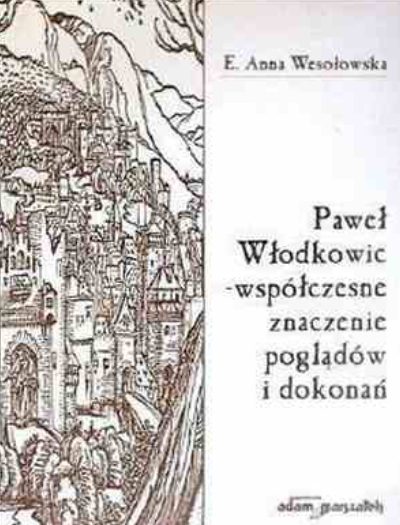 E. Anna Wesołowska
Paweł
Włodkowic
-współczesne
znaczenie
poglądów
i dokonań
adam marszałek